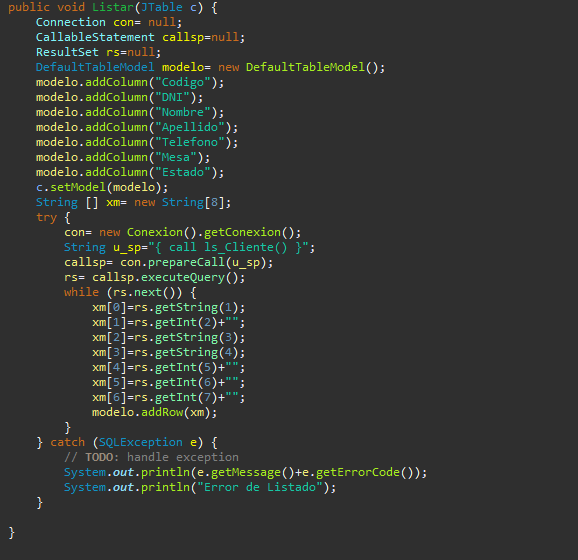 public void Listar(JTable c) {
    Connection con= null;
    CallableStatement callsp=null;
    ResultSet rs=null;
    DefaultTableModel modelo= new DefaultTableModel();
    modelo.addColumn("Codigo");
    modelo.addColumn("DNI");
    modelo.addColumn("Nombre");
    modelo.addColumn("Apellido");
    modelo.addColumn("Telefono");
    modelo.addColumn("Mesa");
    modelo.addColumn("Estado");
    c.setModel(modelo);
    String [] xm= new String[8];
    try {
        con= new Conexion().getConexion();
        String u_sp="{ call ls_Cliente() }";
        callsp= con.prepareCall(u_sp);
        rs= callsp.executeQuery();
        while (rs.next()) {
            xm[0]=rs.getString(1);
            xm[1]=rs.getInt(2)+"";
            xm[2]=rs.getString(3);
            xm[3]=rs.getString(4);
            xm[4]=rs.getInt(5)+"";
            xm[5]=rs.getInt(6)+"";
            xm[6]=rs.getInt(7)+"";
            modelo.addRow(xm);
        }
    } catch (SQLException e) {
        // TODO: handle exception
        System.out.println(e.getMessage()+e.getErrorCode());
        System.out.println("Error de Listado");
    }
}